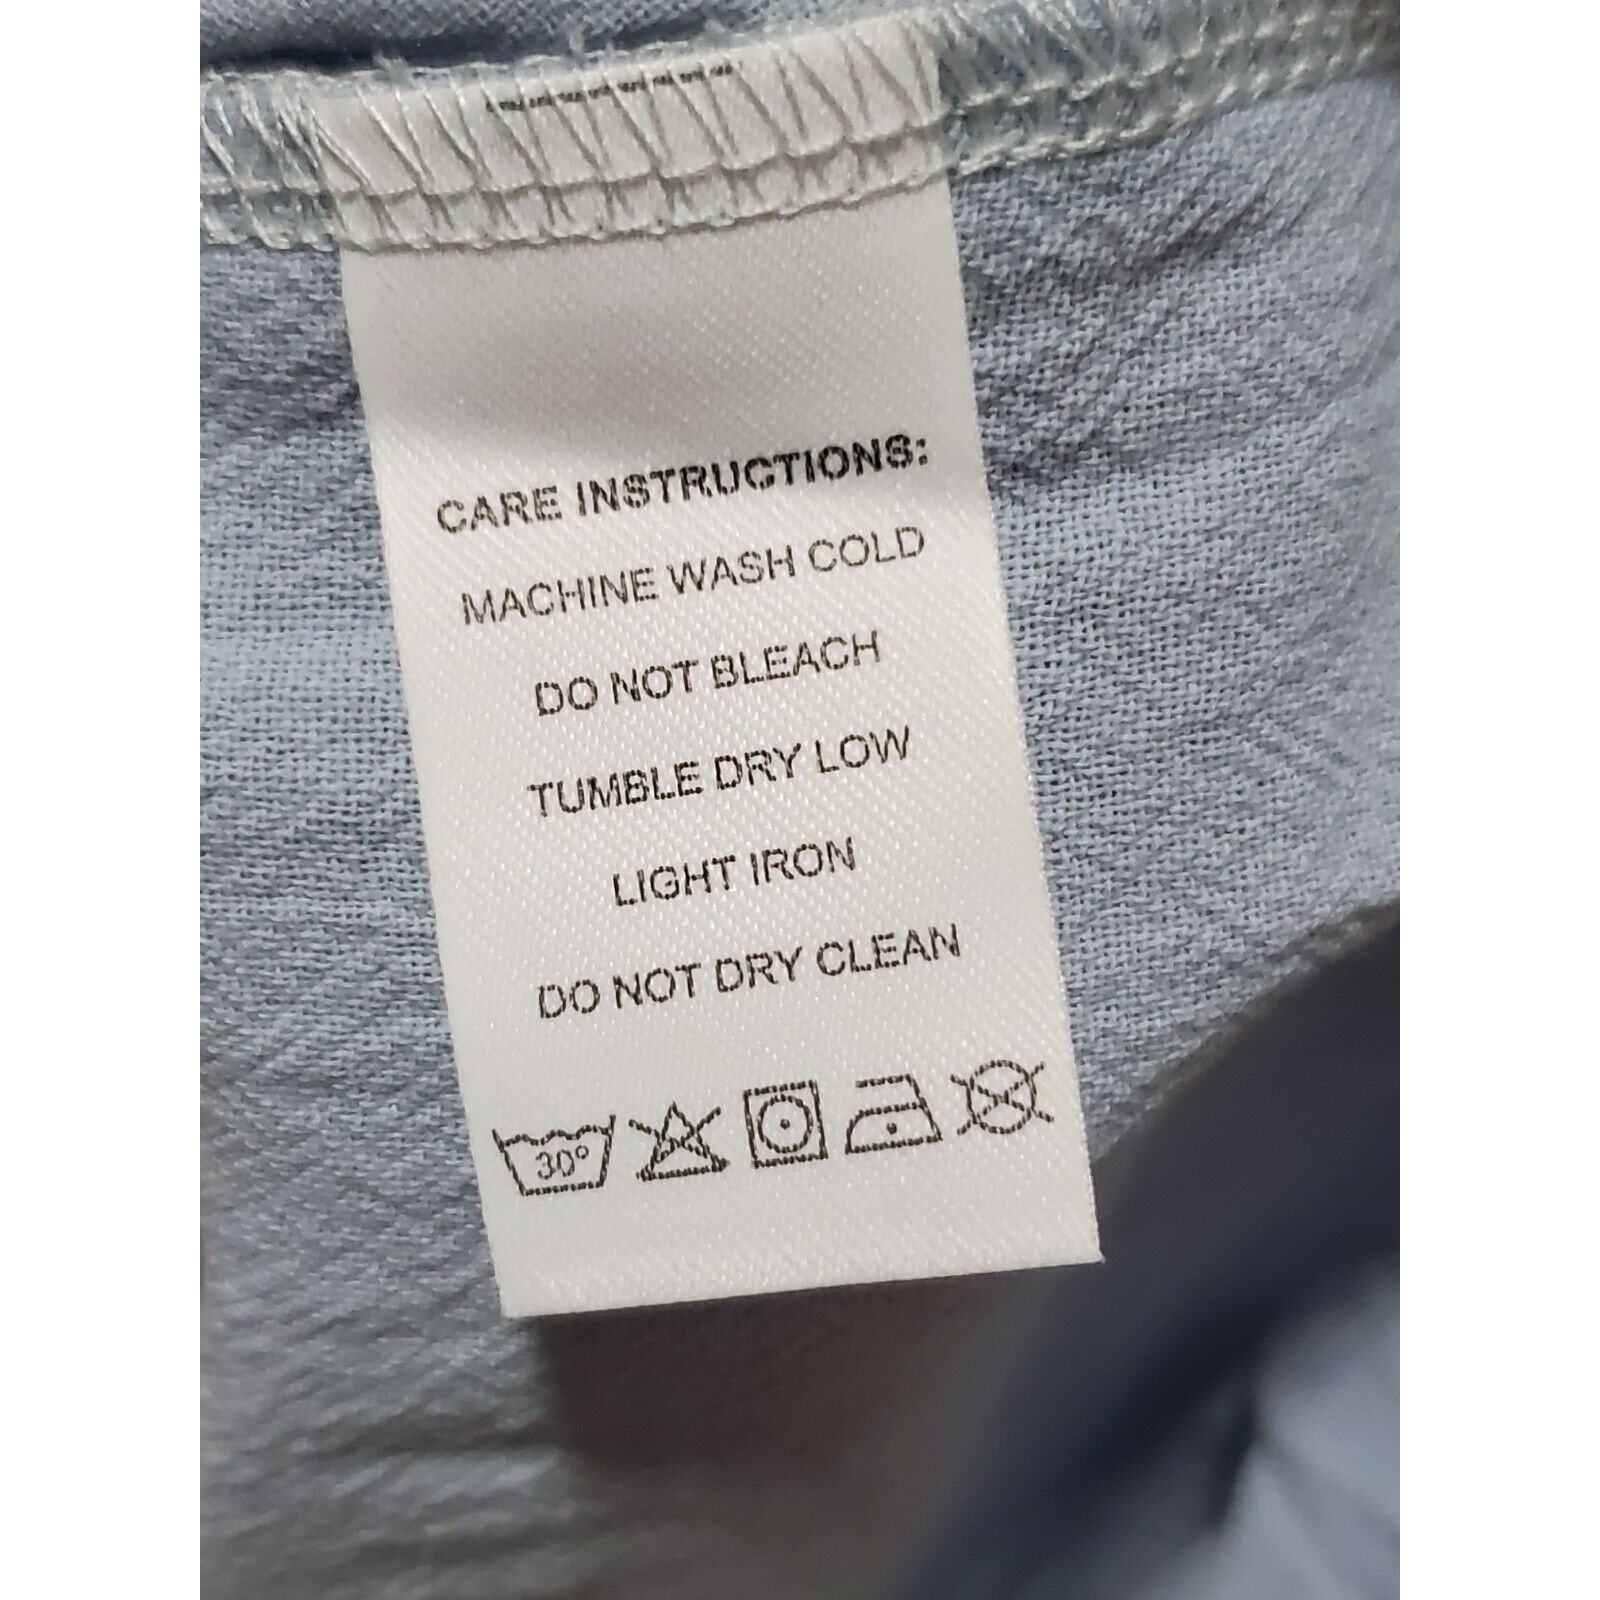 CARE INSTRUCTIONS:
MACHINE WASH COLD
DO NOT BLEACH
TUMBLE DRY LOW
LIGHT IRON
DO NOT DRY CLEAN
30°